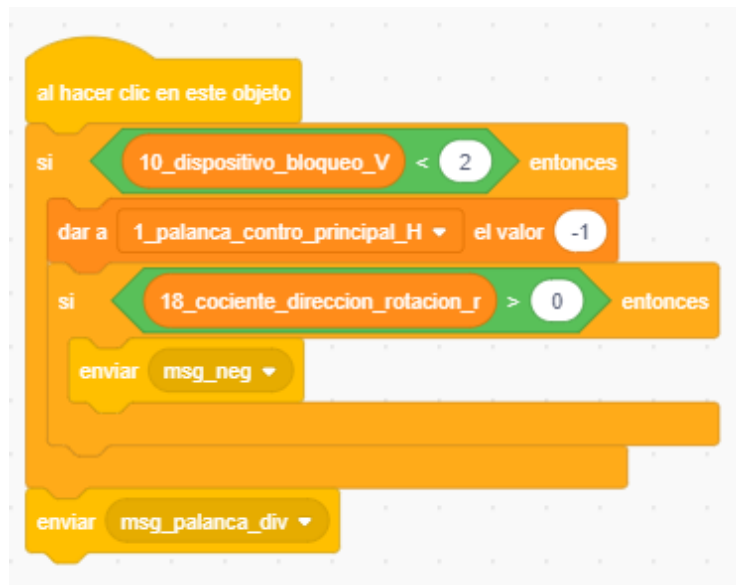 al hacer clic en este objeto
si 10_dispositivo_bloqueo_V < 2 entonces
dar a 1_palanca_contro_principal_H el valor -1
si 18_cociente_direccion_rotacion_r > 0 entonces
enviar msg_neg
enviar msg_palanca_div